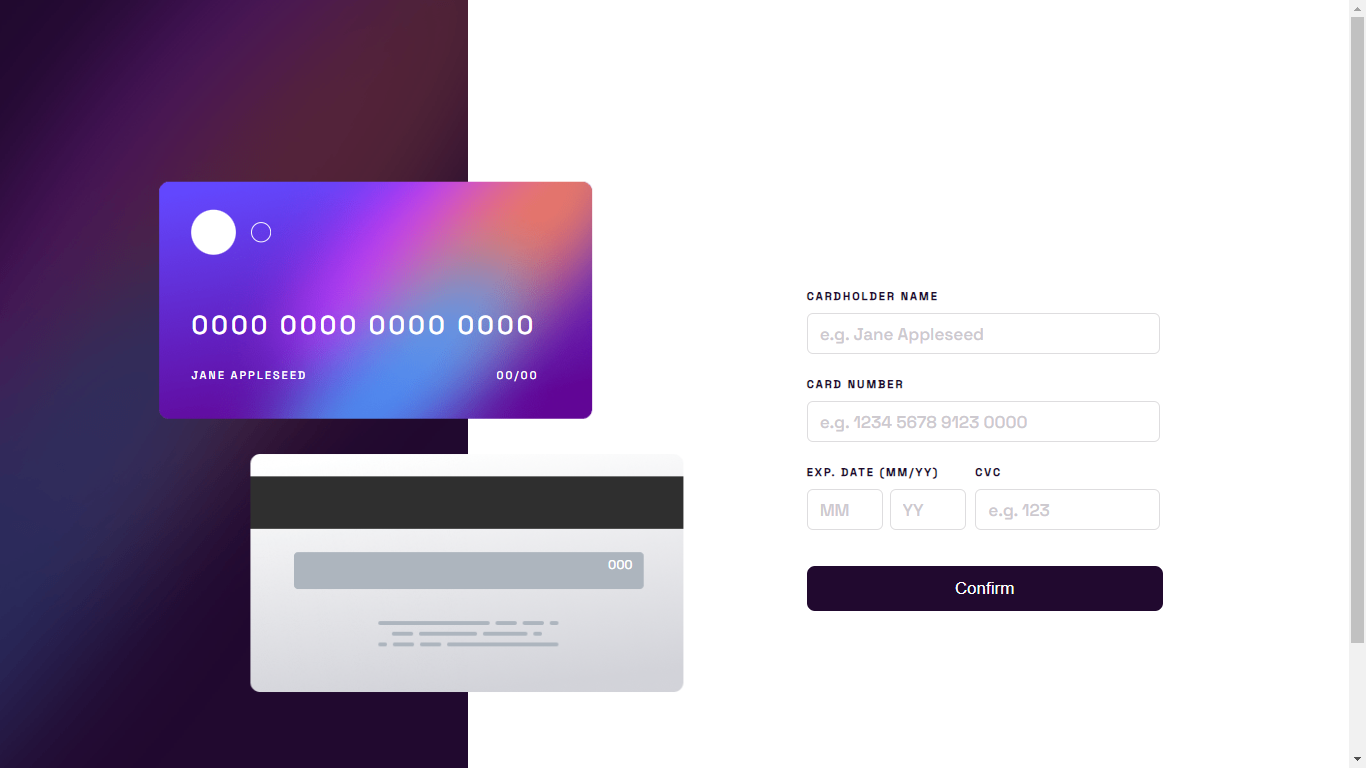 0000 0000 0000 0000
JANE APPLESEED 00/00
000
CARDHOLDER NAME
e.g. Jane Appleseed
CARD NUMBER
e.g. 1234 5678 9123 0000
EXP. DATE (MM/YY) CVC
MM YY e.g. 123
Confirm